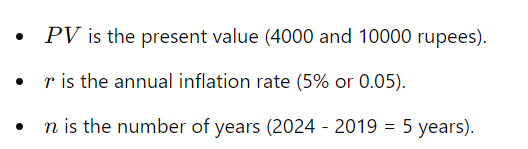 • PV is the present value (4000 and 10000 rupees).
• r is the annual inflation rate (5% or 0.05).
• n is the number of years (2024 - 2019 = 5 years).